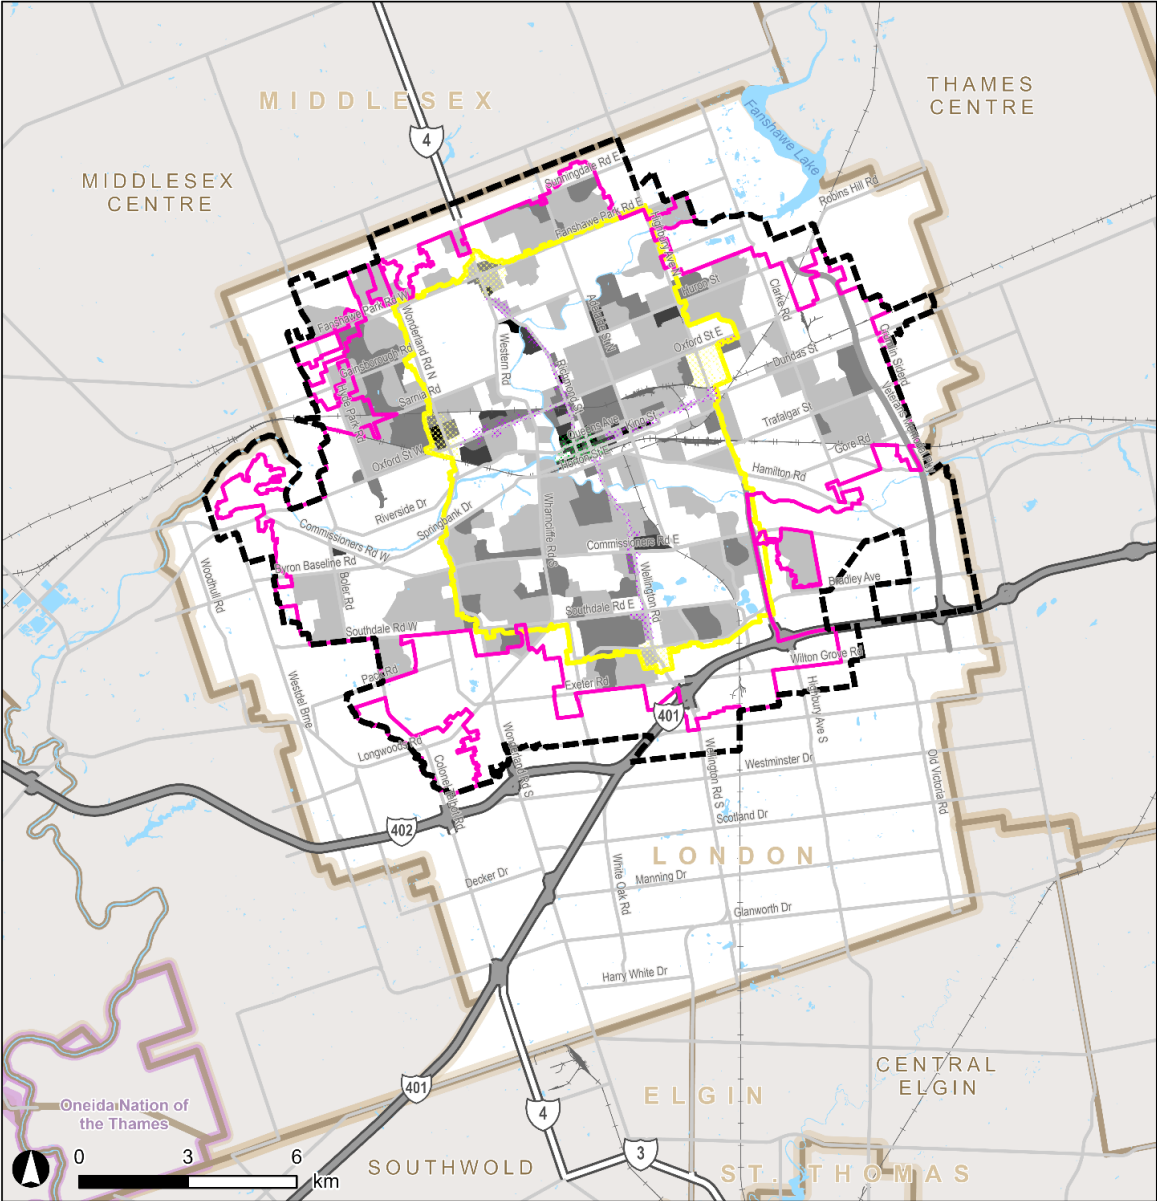 THAMES
CENTRE
MIDDLESEX
4
Fanshawe Lake
MIDDLESEX
CENTRE
Sunningdale Rd E
Robins Hill Rd
Fanshawe Park Rd E
Highbury Ave N
Clarke Rd
Huron St
Fanshawe Park Rd W
Adelaide St N
Wonderland Rd N
Oxford St E
Western Rd
Dundas St
Gainsborough Rd
Richmond St
Hyde Park Rd
Sarnia Rd
Trafalgar St
Queens Ave
King St
Horton St E
Gore Rd
Oxford St W
Hamilton Rd
Riverside Dr
Springbank Dr
Wharncliffe Rd S
Commissioners Rd W
Commissioners Rd E
Byron Baseline Rd
Woodhull Rd
Boler Rd
Wellington Rd
Bradley Ave
Southdale Rd E
Southdale Rd W
Wilton Grove Rd
Pack Rd
Exeter Rd
Westdel Brne
Highbury Ave S
401
Longwoods Rd
Wonderland Rd S
Wellington Rd S
Westminster Dr
Old Victoria Rd
Colonel Talbot Rd
Scotland Dr
402
LONDON
White Oak Rd
Manning Dr
Decker Dr
Glanworth Dr
Harry White Dr
CENTRAL
ELGIN
401
ELGIN
Oneida Nation of
the Thames
4
3
0 3 6
km
SOUTHWOLD
ST. THOMAS